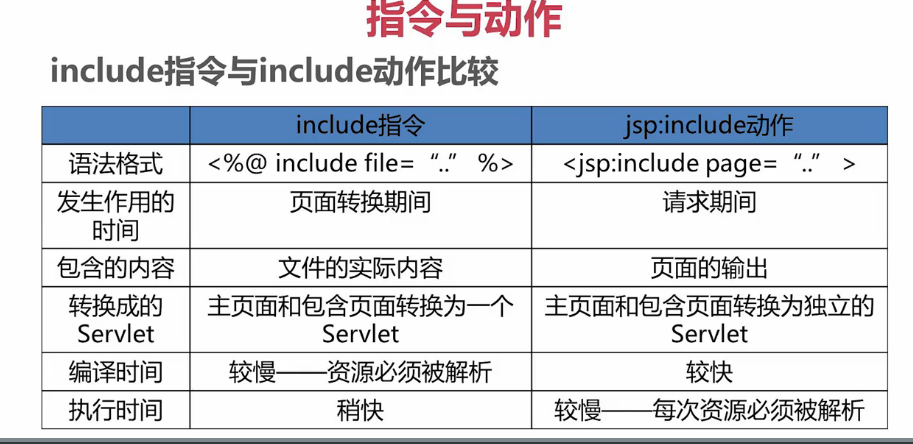 指令与动作
include指令与include动作比较
include指令 jsp:include动作
语法格式 <%@ include file=“..” %> <jsp:include page=“..” >
发生作用的时间 页面转换期间 请求期间
包含的内容 文件的实际内容 页面的输出
转换成的Servlet 主页面和包含页面转换为一个Servlet 主页面和包含页面转换为独立的Servlet
编译时间 较慢——资源必须被解析 较快
执行时间 稍快 较慢——每次资源必须被解析